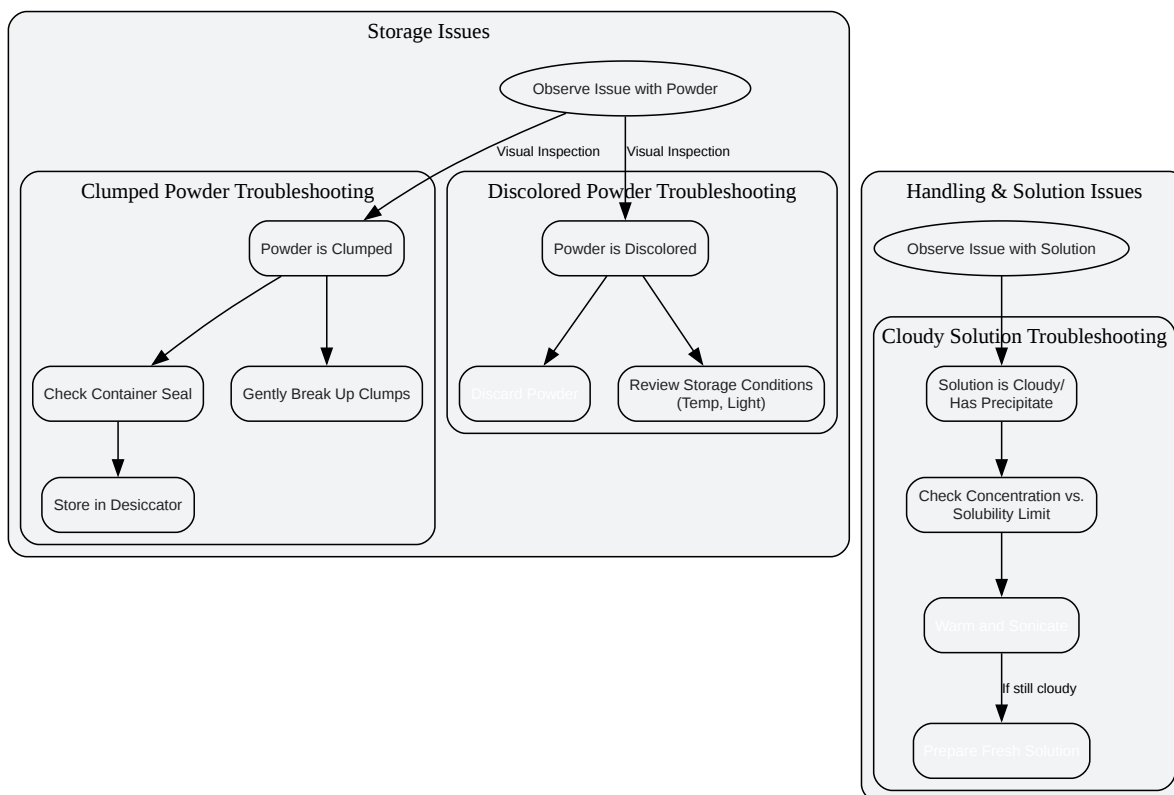 Storage Issues
Observe Issue with Powder
Visual Inspection
Visual Inspection
Clumped Powder Troubleshooting
Powder is Clumped
Check Container Seal
Gently Break Up Clumps
Store in Desiccator
Discolored Powder Troubleshooting
Powder is Discolored
Discard Powder
Review Storage Conditions
(Temp, Light)
Handling & Solution Issues
Observe Issue with Solution
Cloudy Solution Troubleshooting
Solution is Cloudy/
Has Precipitate
Check Concentration vs.
Solubility Limit
Warm and Sonicate
If still cloudy
Prepare Fresh Solution